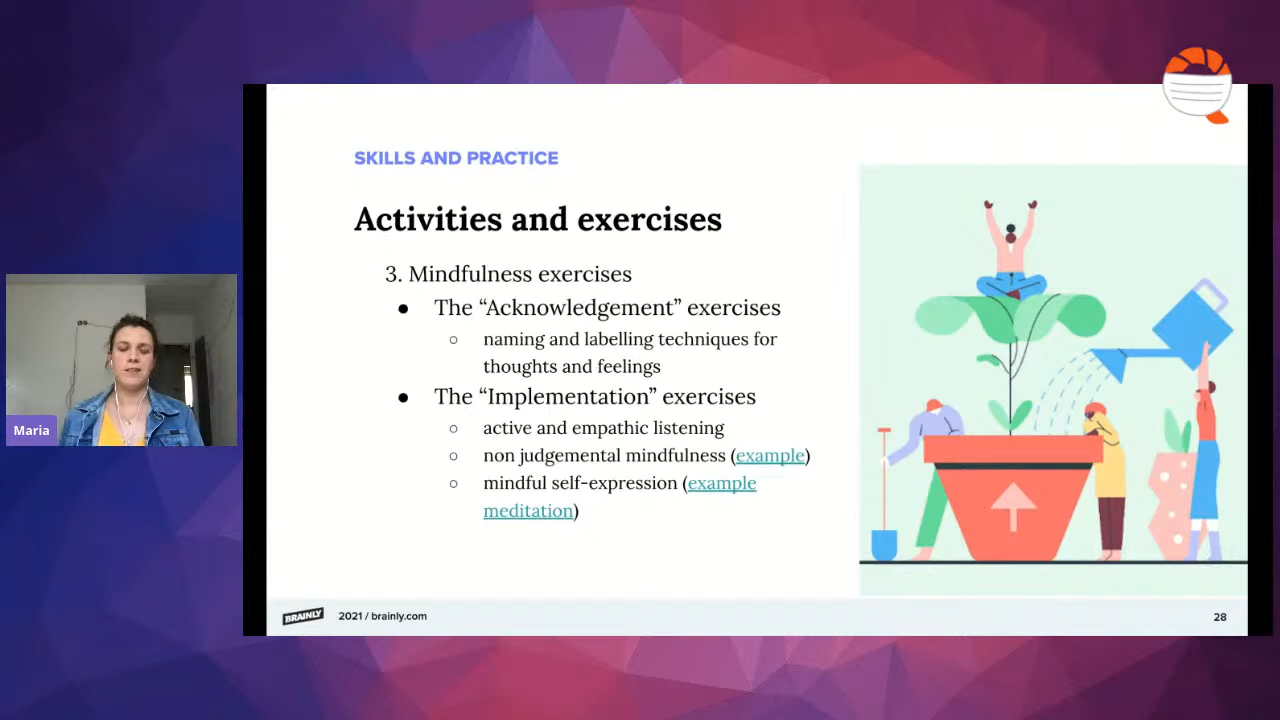 SKILLS AND PRACTICE
Activities and exercises
3. Mindfulness exercises
● The “Acknowledgement” exercises
○ naming and labelling techniques for
thoughts and feelings
● The “Implementation” exercises
○ active and empathic listening
○ non judgemental mindfulness (example)
○ mindful self-expression (example
meditation)
Maria
BRAINLY 2021 / brainly.com 28